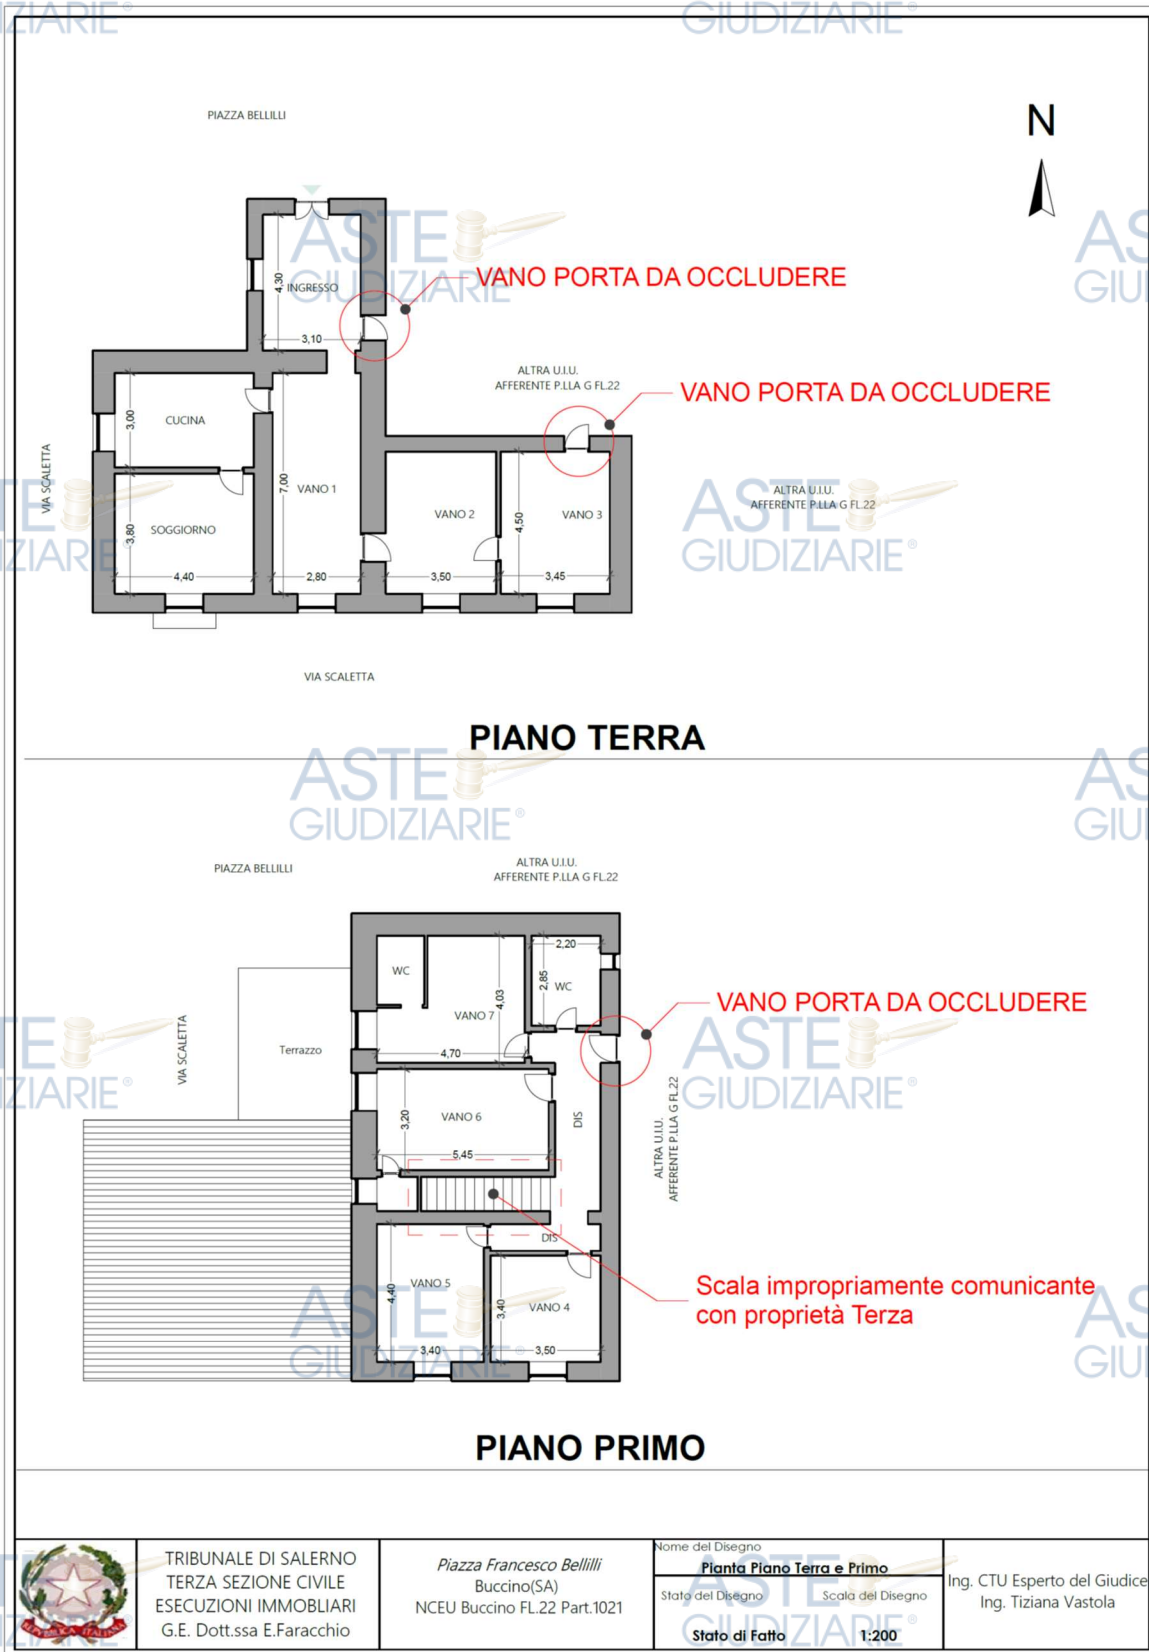 PIAZZA BELLILLI
N
4,30
INGRESSO
3,10
VANO PORTA DA OCCLUDERE
ALTRA U.I.U.
AFFERENTE P.LLA G FL.22
VANO PORTA DA OCCLUDERE
3,00
CUCINA
VIA SCALETTA
7,00
VANO 1
VANO 2
4,50
VANO 3
ALTRA U.I.U.
AFFERENTE P.LLA G FL.22
3,80
SOGGIORNO
4,40
2,80
3,50
3,45
VIA SCALETTA
PIANO TERRA
PIAZZA BELLILLI
ALTRA U.I.U.
AFFERENTE P.LLA G FL.22
WC
2,20
2,85
WC
4,03
VANO 7
4,70
VANO PORTA DA OCCLUDERE
VIA SCALETTA
Terrazzo
3,20
VANO 6
5,45
DIS
ALTRA U.I.U.
AFFERENTE P.LLA G FL.22
DIS
VANO 5
4,40
3,40
VANO 4
3,40
3,50
Scala impropriamente comunicante
con proprietà Terza
PIANO PRIMO
REPVBBLICA ITALIANA
TRIBUNALE DI SALERNO
TERZA SEZIONE CIVILE
ESECUZIONI IMMOBLIARI
G.E. Dott.ssa E.Faracchio
Piazza Francesco Bellilli
Buccino(SA)
NCEU Buccino FL.22 Part.1021
Nome del Disegno
Pianta Piano Terra e Primo
Stato del Disegno
Scala del Disegno
Stato di Fatto
1:200
Ing. CTU Esperto del Giudice
Ing. Tiziana Vastola
ASTE
GIUDIZIARIE®